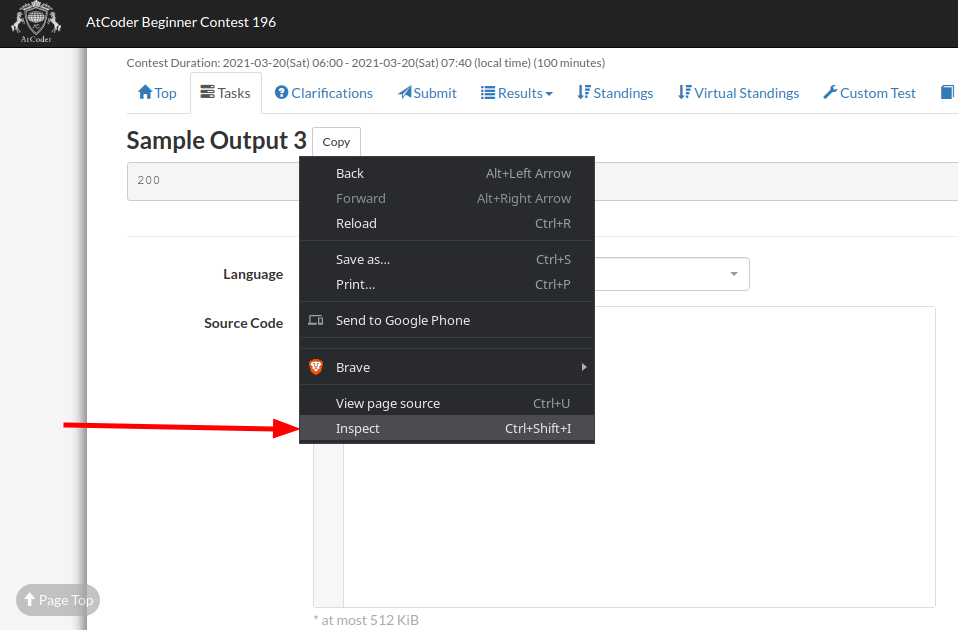 AtCoder
AtCoder Beginner Contest 196
Contest Duration: 2021-03-20(Sat) 06:00 - 2021-03-20(Sat) 07:40 (local time) (100 minutes)
Top Tasks Clarifications Submit Results Standings Virtual Standings Custom Test
Sample Output 3 Copy
200
Back Alt+Left Arrow
Forward Alt+Right Arrow
Reload Ctrl+R
Save as... Ctrl+S
Print... Ctrl+P
Send to Google Phone
Brave
View page source Ctrl+U
Inspect Ctrl+Shift+I
Language
Source Code
* at most 512 KiB
Page Top